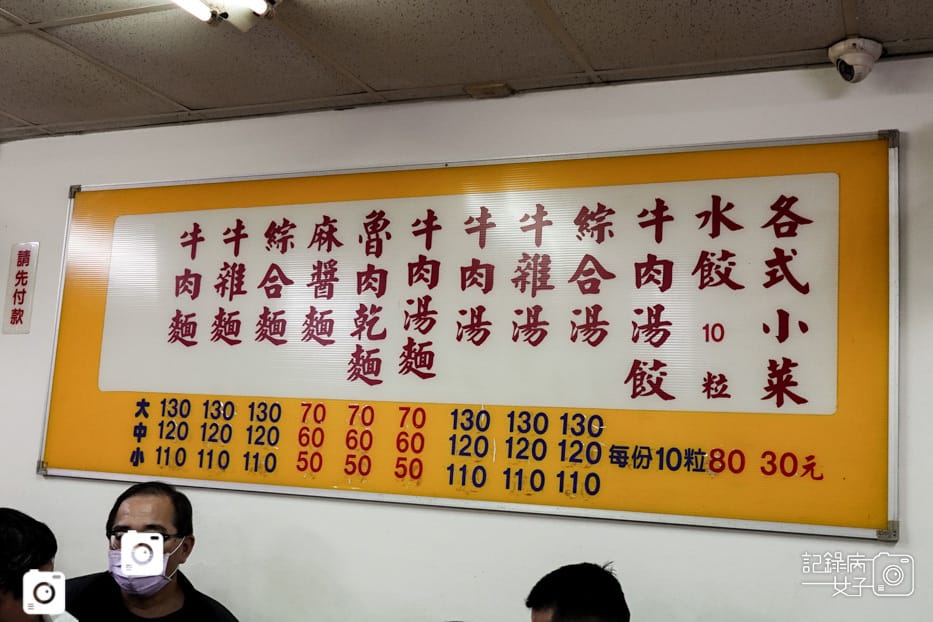 請先付款
牛肉麵
牛雜麵
綜合麵
麻醬麵
魯肉乾麵
牛肉湯麵
牛肉湯
牛雜湯
綜合湯
牛肉湯餃
水餃 10 粒
各式小菜
大 130 130 130 70 70 70 130 130 130
中 120 120 120 60 60 60 120 120 120 每份10粒80 30元
小 110 110 110 50 50 50 110 110 110
記錄病女子